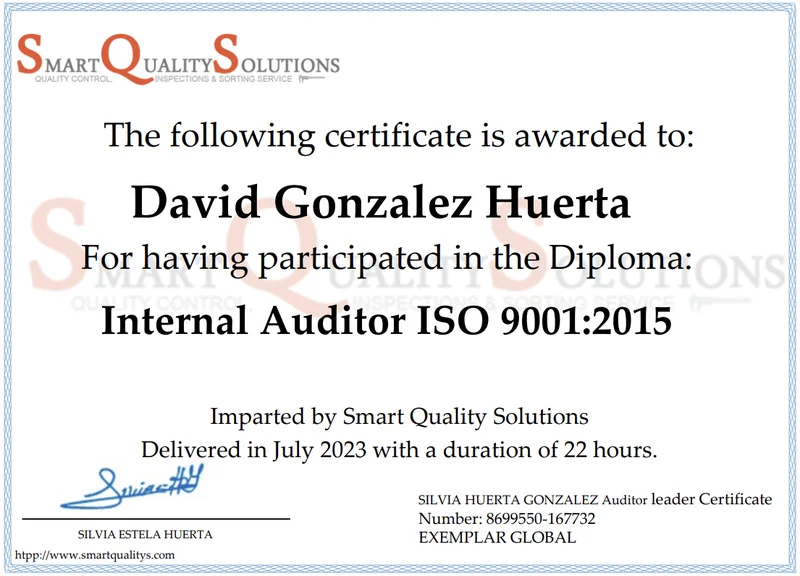 SMARTQUALITYSOLUTIONS
QUALITY CONTROL, INSPECTIONS & SORTING SERVICE
The following certificate is awarded to:
David Gonzalez Huerta
For having participated in the Diploma:
SMARTQUALITYSOLUTIONS
QUALITY CONTROL, INSPECTIONS & SORTING SERVICE
Internal Auditor ISO 9001:2015
Imparted by Smart Quality Solutions
Delivered in July 2023 with a duration of 22 hours.
SILVIA ESTELA HUERTA
htpp://www.smartqualitys.com
SILVIA HUERTA GONZALEZ Auditor leader Certificate
Number: 8699550-167732
EXEMPLAR GLOBAL